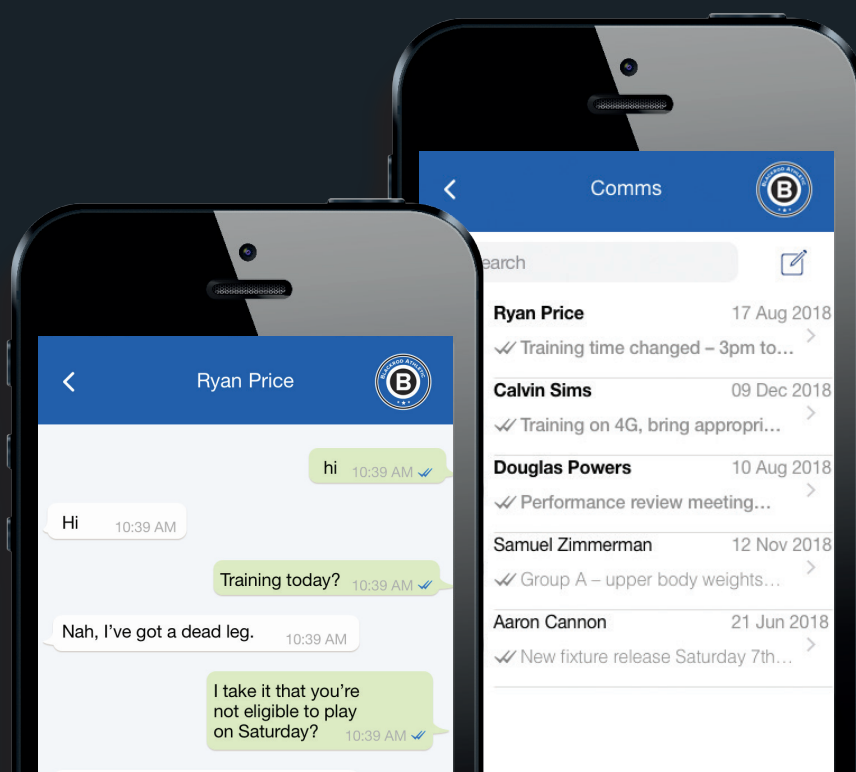 Comms
BLACKROD ATHLETIC
B
earch
Ryan Price 17 Aug 2018
Training time changed – 3pm to...
Calvin Sims 09 Dec 2018
Training on 4G, bring appropri...
Douglas Powers 10 Aug 2018
Performance review meeting...
Samuel Zimmerman 12 Nov 2018
Group A – upper body weights...
Aaron Cannon 21 Jun 2018
New fixture release Saturday 7th...
Ryan Price
BLACKROD ATHLETIC
B
hi 10:39 AM
Hi 10:39 AM
Training today? 10:39 AM
Nah, I've got a dead leg. 10:39 AM
I take it that you're
not eligible to play
on Saturday? 10:39 AM